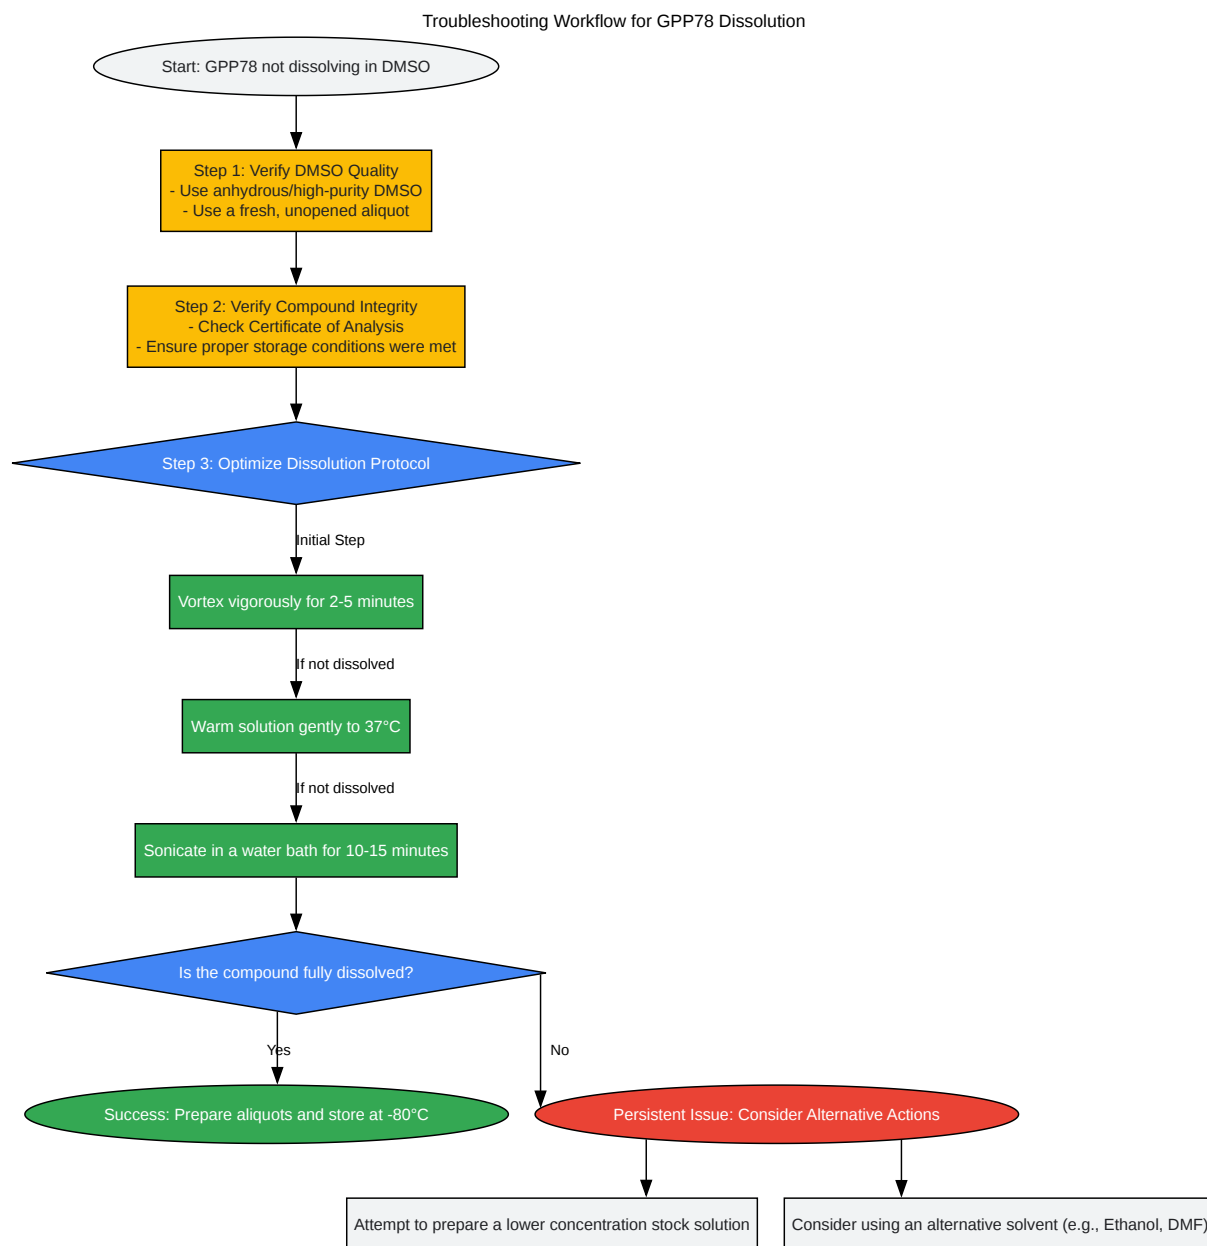 Troubleshooting Workflow for GPP78 Dissolution
Start: GPP78 not dissolving in DMSO
Step 1: Verify DMSO Quality
- Use anhydrous/high-purity DMSO
- Use a fresh, unopened aliquot
Step 2: Verify Compound Integrity
- Check Certificate of Analysis
- Ensure proper storage conditions were met
Step 3: Optimize Dissolution Protocol
Initial Step
Vortex vigorously for 2-5 minutes
If not dissolved
Warm solution gently to 37°C
If not dissolved
Sonicate in a water bath for 10-15 minutes
Is the compound fully dissolved?
Yes
No
Success: Prepare aliquots and store at -80°C
Persistent Issue: Consider Alternative Actions
Attempt to prepare a lower concentration stock solution
Consider using an alternative solvent (e.g., Ethanol, DMF)